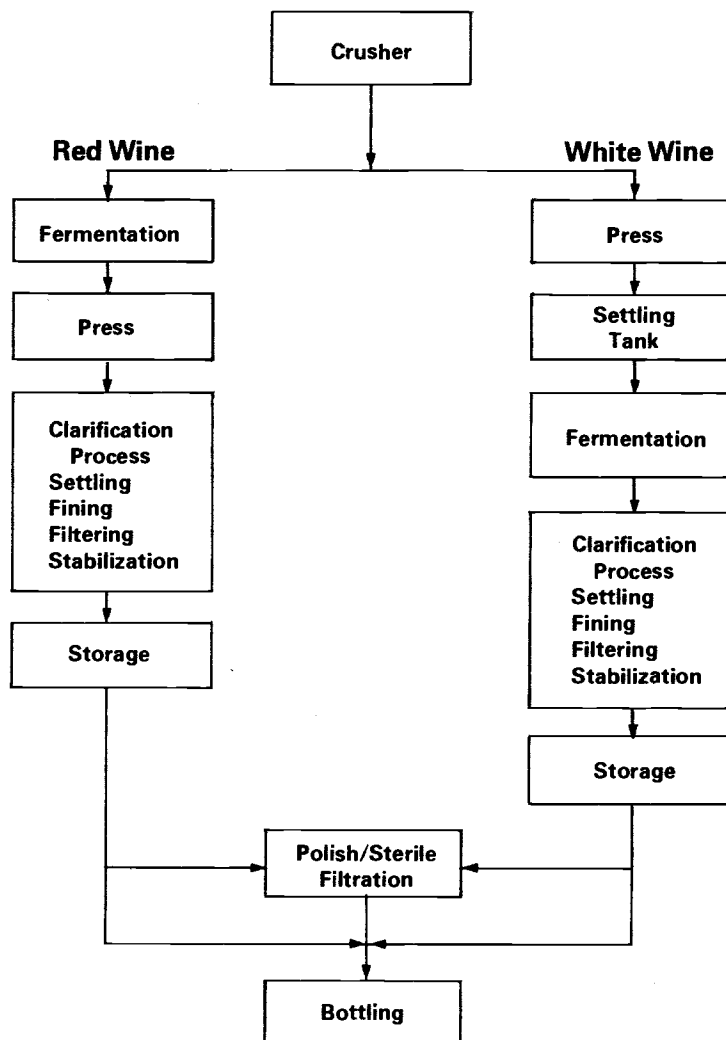 Crusher
Red Wine
White Wine
Fermentation
Press
Clarification
Process
Settling
Fining
Filtering
Stabilization
Storage
Press
Settling
Tank
Fermentation
Clarification
Process
Settling
Fining
Filtering
Stabilization
Storage
Polish/Sterile
Filtration
Bottling